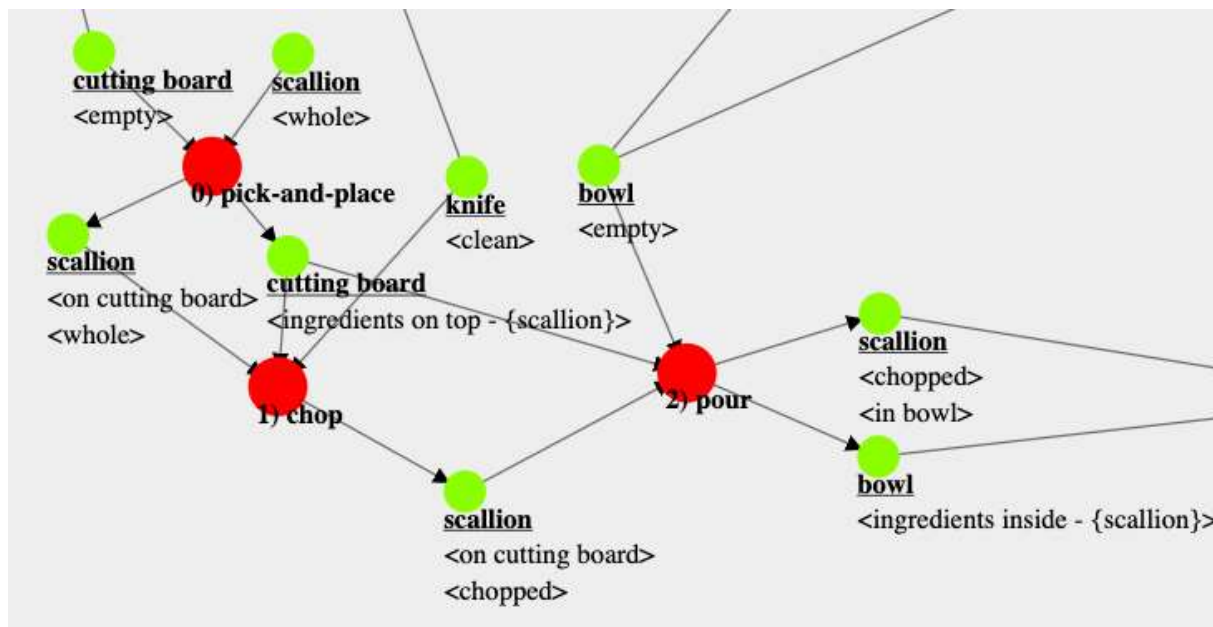 cutting board
<empty>
scallion
<whole>
0) pick-and-place
knife
<clean>
bowl
<empty>
scallion
<on cutting board>
<whole>
cutting board
<ingredients on top - {scallion}>
1) chop
2) pour
scallion
<chopped>
<in bowl>
bowl
<ingredients inside - {scallion}>
scallion
<on cutting board>
<chopped>